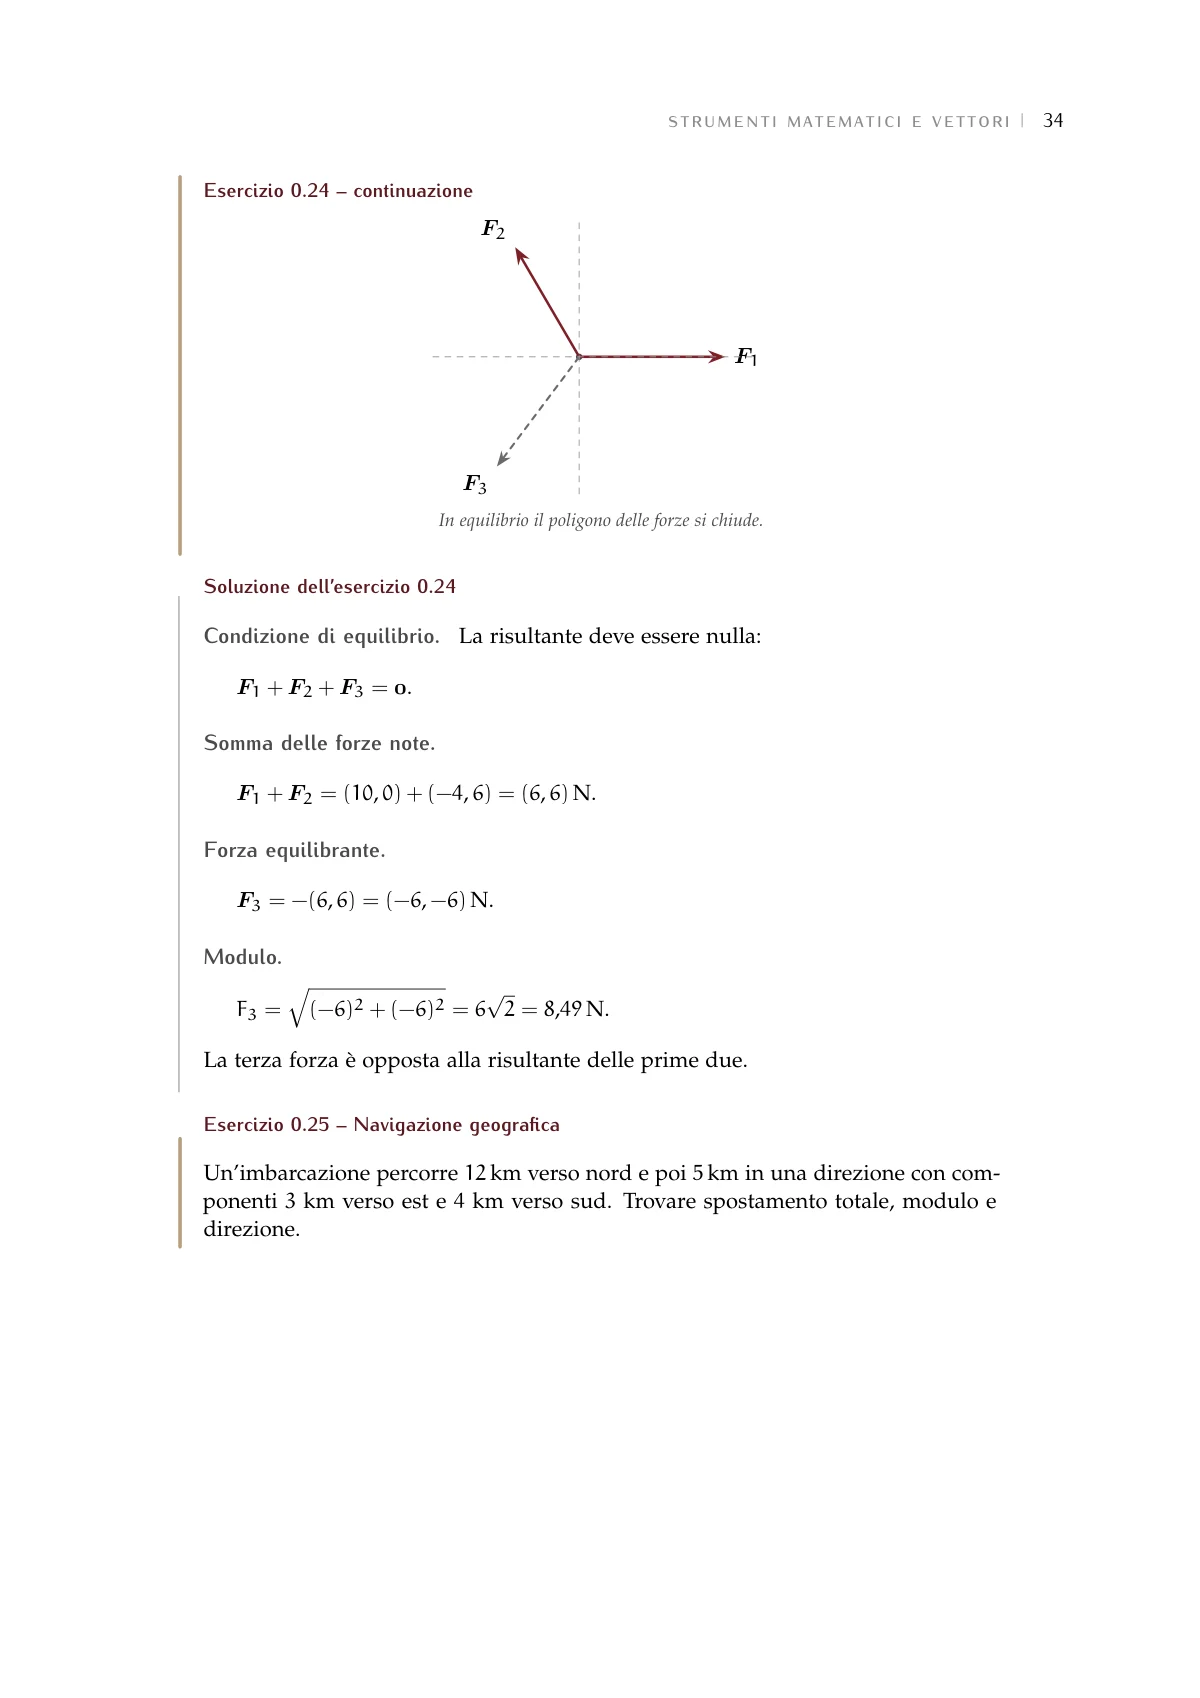 STRUMENTI MATEMATICI E VETTORI | 34
Esercizio 0.24 – continuazione
F₂
F₁
F₃
In equilibrio il poligono delle forze si chiude.
Soluzione dell'esercizio 0.24
Condizione di equilibrio. La risultante deve essere nulla:
F₁ + F₂ + F₃ = 0.
Somma delle forze note.
F₁ + F₂ = (10, 0) + (−4, 6) = (6, 6) N.
Forza equilibrante.
F₃ = −(6, 6) = (−6, −6) N.
Modulo.
F₃ = √((−6)² + (−6)²) = 6√2 = 8,49 N.
La terza forza è opposta alla risultante delle prime due.
Esercizio 0.25 – Navigazione geografica
Un'imbarcazione percorre 12 km verso nord e poi 5 km in una direzione con com-
ponenti 3 km verso est e 4 km verso sud. Trovare spostamento totale, modulo e
direzione.